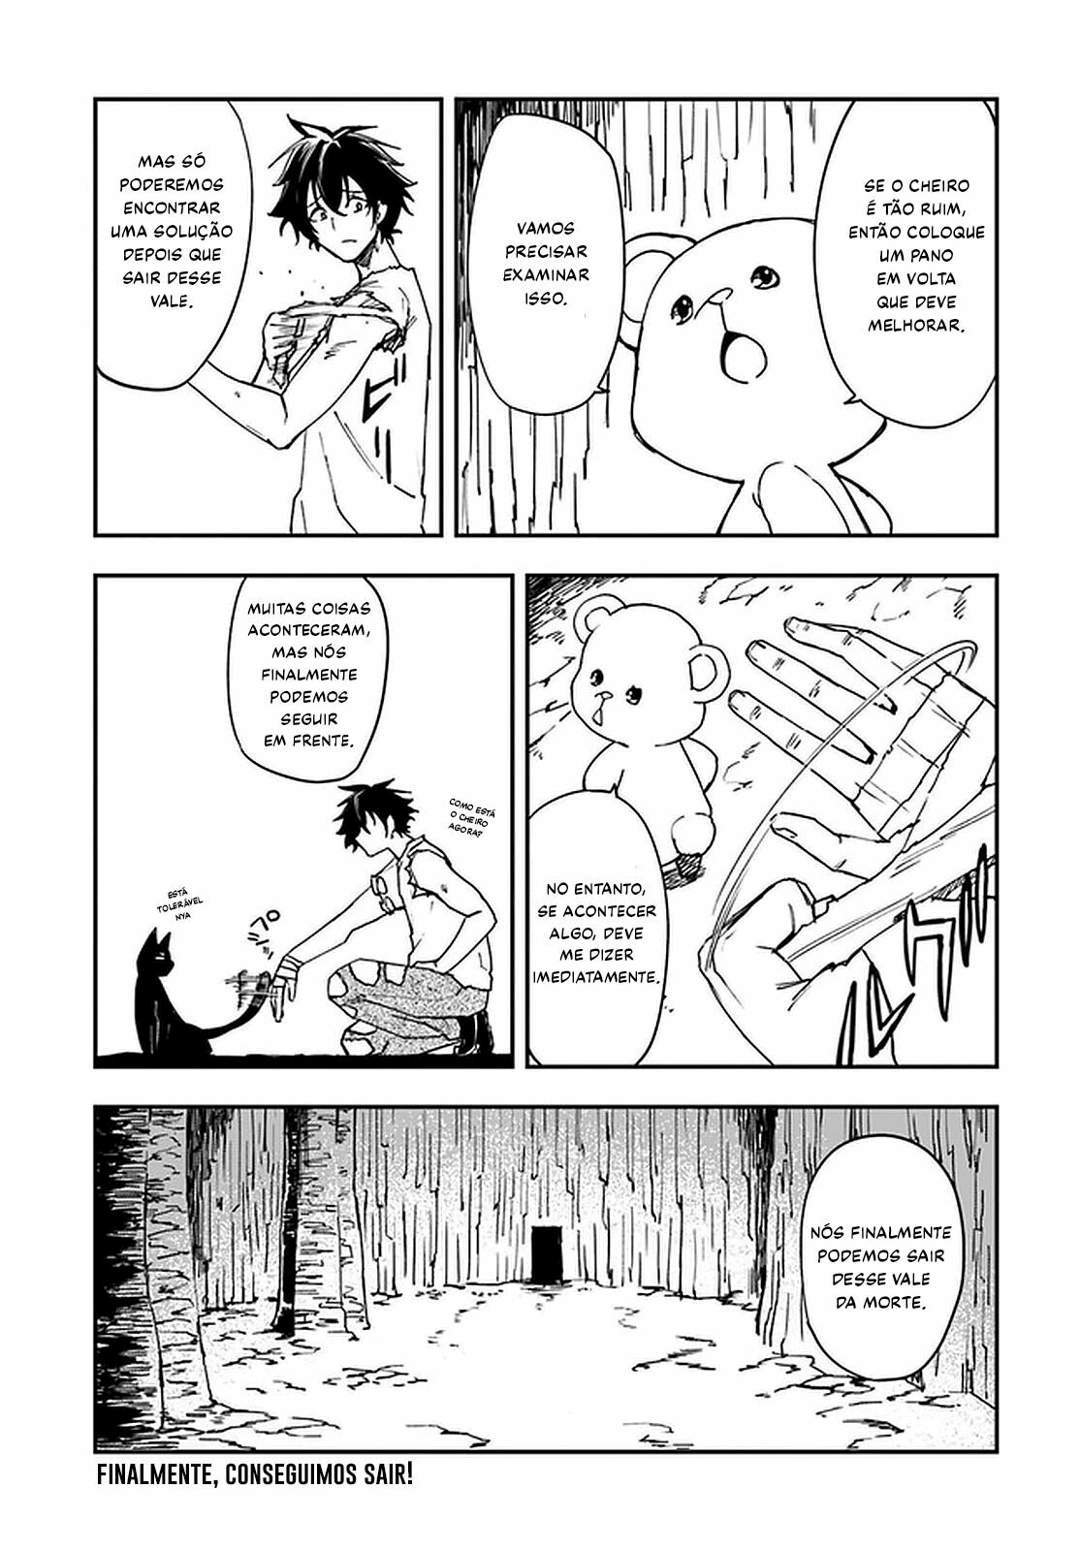 SE O CHEIRO
É TÃO RUIM,
ENTÃO COLOQUE
UM PANO
EM VOLTA
QUE DEVE
MELHORAR.
VAMOS
PRECISAR
EXAMINAR
ISSO.
MAS SÓ
PODEREMOS
ENCONTRAR
UMA SOLUÇÃO
DEPOIS QUE
SAIR DESSE
VALE.
ビ
NO ENTANTO,
SE ACONTECER
ALGO, DEVE
ME DIZER
IMEDIATAMENTE.
MUITAS COISAS
ACONTECERAM,
MAS NÓS
FINALMENTE
PODEMOS
SEGUIR
EM FRENTE.
COMO ESTÁ
O CHEIRO
AGORA?
ESTÁ
TOLERÁVEL
NYA
NÓS FINALMENTE
PODEMOS SAIR
DESSE VALE
DA MORTE.
FINALMENTE, CONSEGUIMOS SAIR!